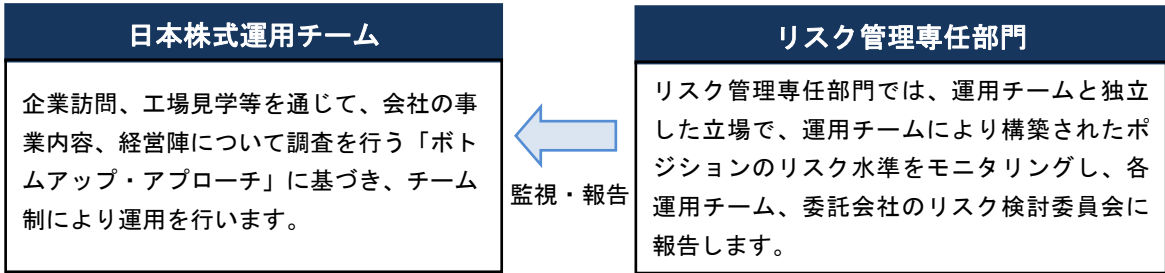 日本株式運用チーム
企業訪問、工場見学等を通じて、会社の事
業内容、経営陣について調査を行う「ボト
ムアップ・アプローチ」に基づき、チーム
制により運用を行います。
監視・報告
リスク管理専任部門
リスク管理専任部門では、運用チームと独立
した立場で、運用チームにより構築されたポ
ジションのリスク水準をモニタリングし、各
運用チーム、委託会社のリスク検討委員会に
報告します。